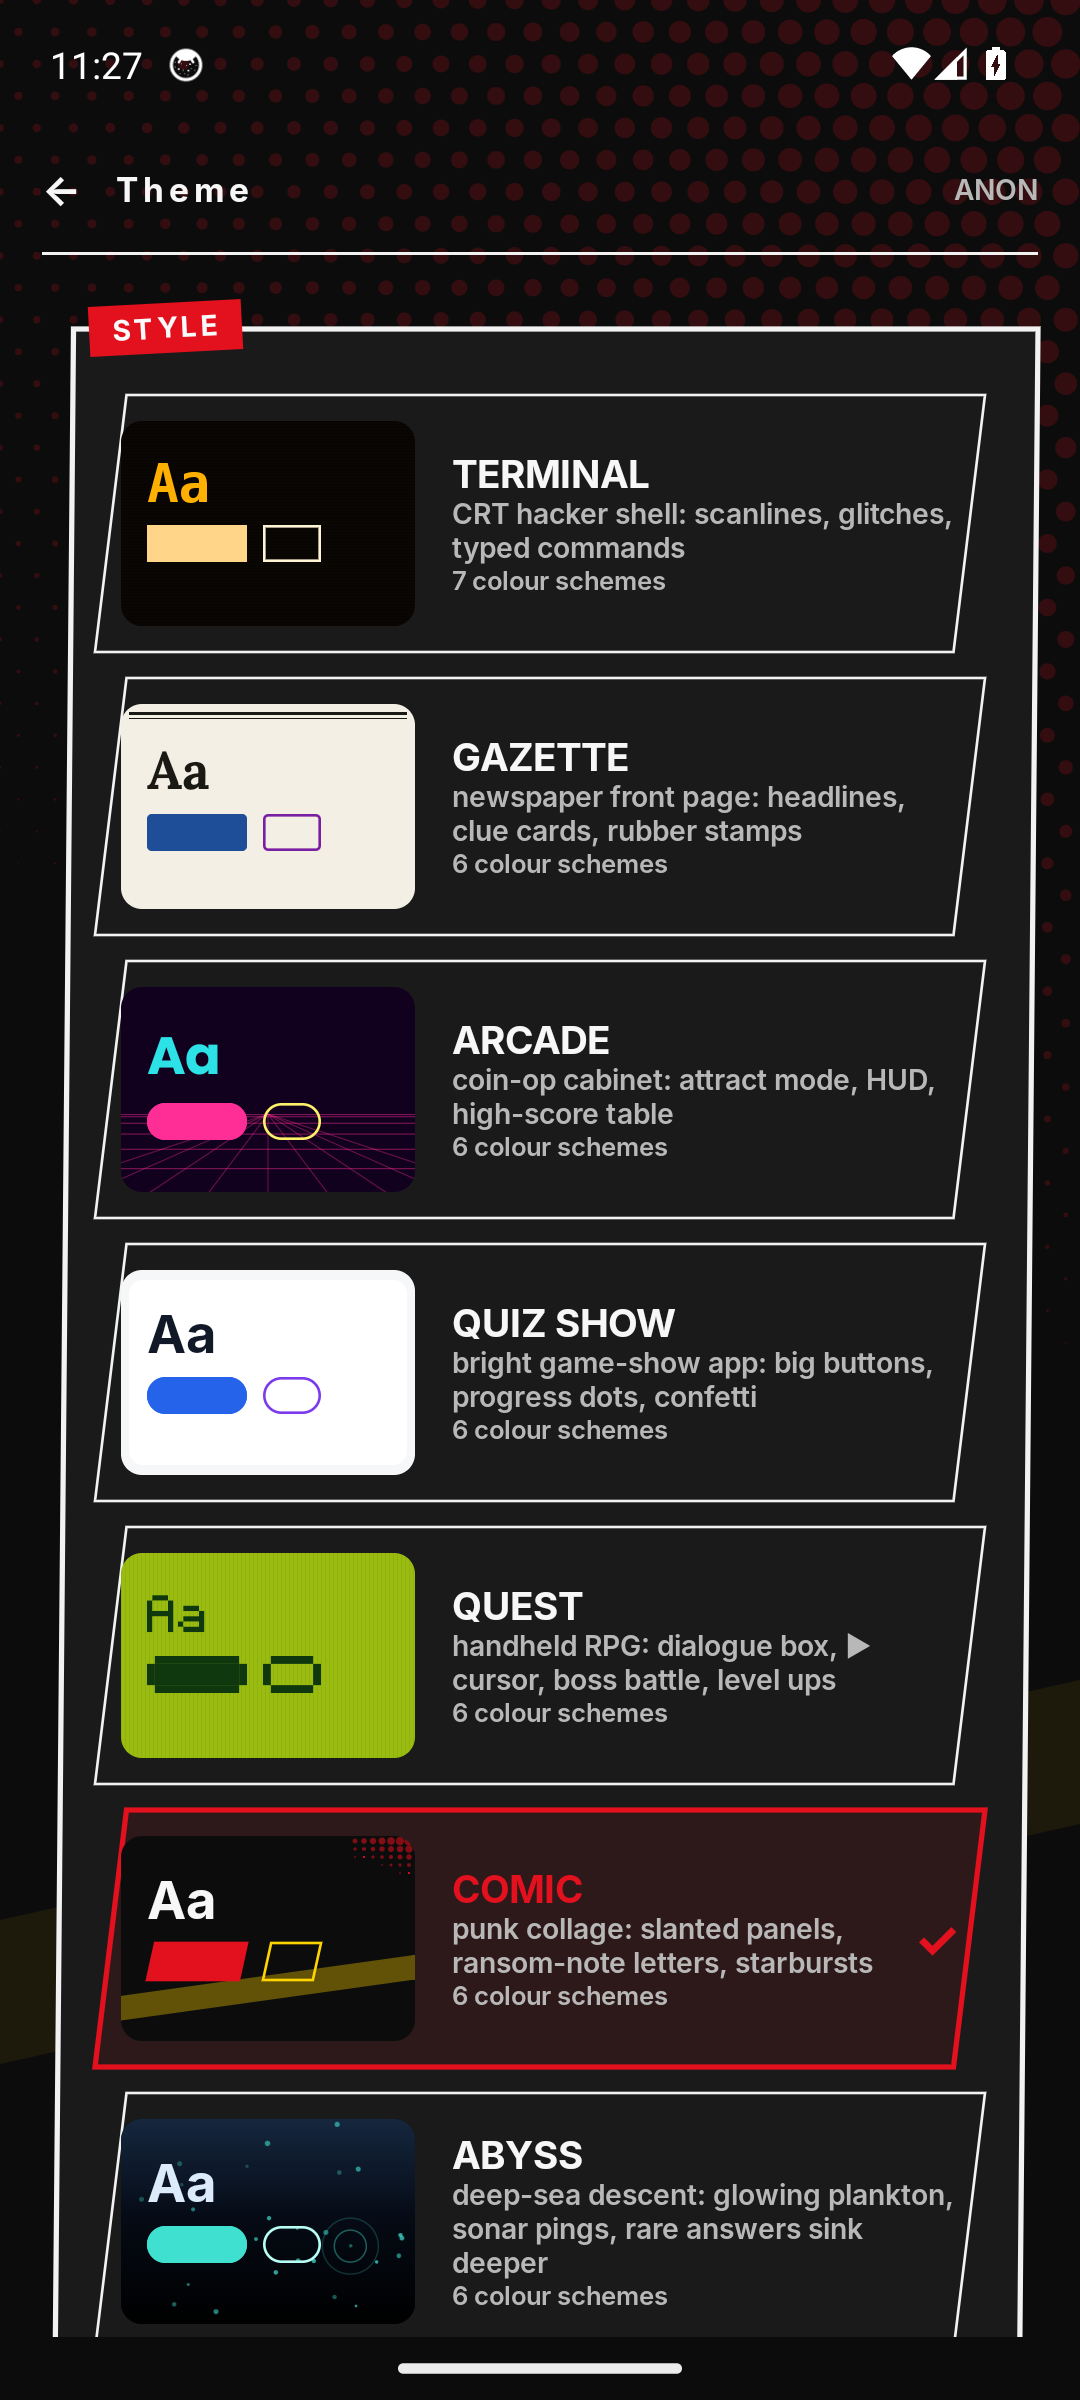 11:27
Theme
ANON
STYLE
Aa
TERMINAL
CRT hacker shell: scanlines, glitches,
typed commands
7 colour schemes
Aa
GAZETTE
newspaper front page: headlines,
clue cards, rubber stamps
6 colour schemes
Aa
ARCADE
coin-op cabinet: attract mode, HUD,
high-score table
6 colour schemes
Aa
QUIZ SHOW
bright game-show app: big buttons,
progress dots, confetti
6 colour schemes
Aa
QUEST
handheld RPG: dialogue box, ▶
cursor, boss battle, level ups
6 colour schemes
Aa
COMIC
punk collage: slanted panels,
ransom-note letters, starbursts
6 colour schemes
Aa
ABYSS
deep-sea descent: glowing plankton,
sonar pings, rare answers sink
deeper
6 colour schemes